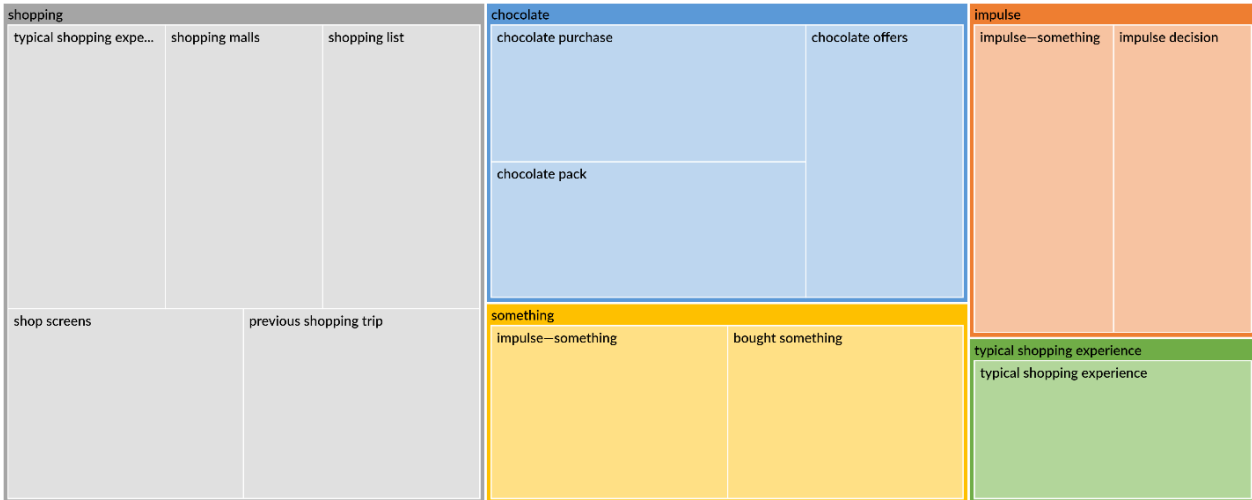 shopping
typical shopping expe...
shopping malls
shopping list
shop screens
previous shopping trip
chocolate
chocolate purchase
chocolate offers
chocolate pack
something
impulse—something
bought something
impulse
impulse—something
impulse decision
typical shopping experience
typical shopping experience